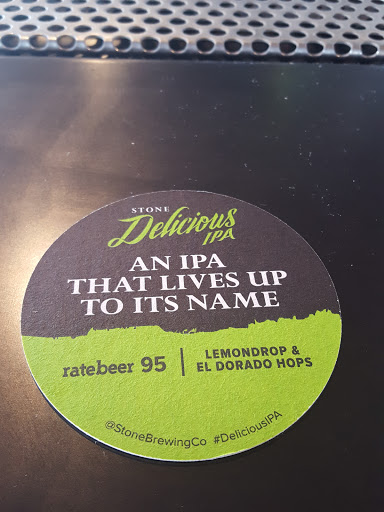 STONE
Delicious
IPA
AN IPA
THAT LIVES UP
TO ITS NAME
ratebeer 95 | LEMONDROP &
EL DORADO HOPS
@StoneBrewingCo #DeliciousIPA